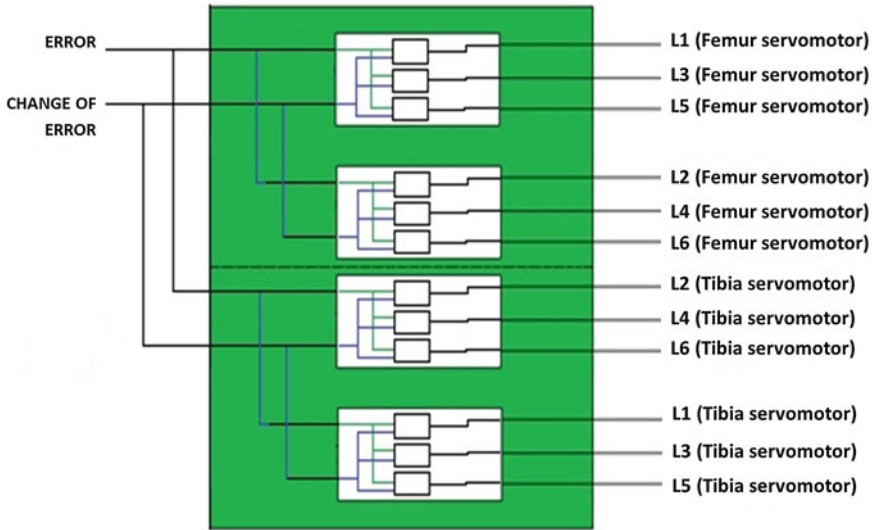 ERROR
CHANGE OF
ERROR
L1 (Femur servomotor)
L3 (Femur servomotor)
L5 (Femur servomotor)
L2 (Femur servomotor)
L4 (Femur servomotor)
L6 (Femur servomotor)
L2 (Tibia servomotor)
L4 (Tibia servomotor)
L6 (Tibia servomotor)
L1 (Tibia servomotor)
L3 (Tibia servomotor)
L5 (Tibia servomotor)